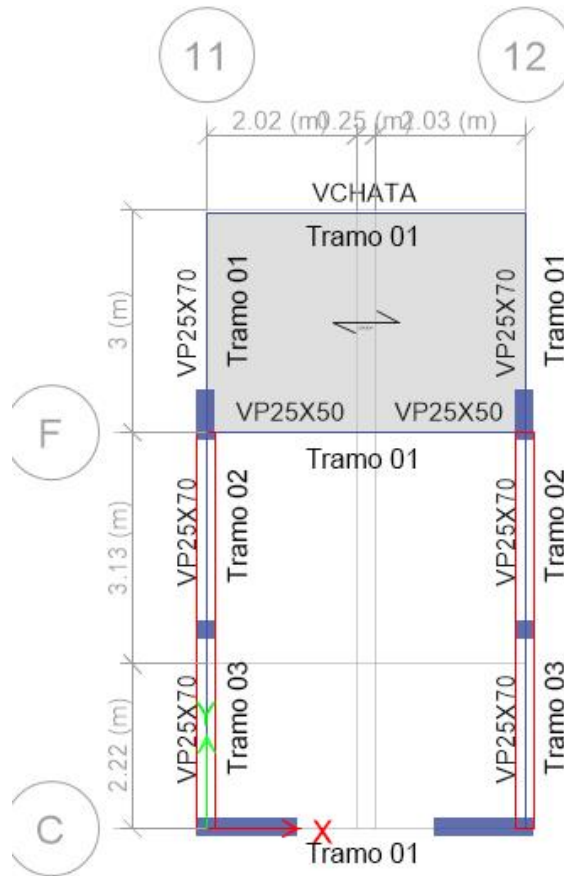 11
12
2.02 (m)
0.25 (m)
2.03 (m)
VCHATA
Tramo 01
VP25X70
Tramo 01
VP25X70
Tramo 01
3 (m)
VP25X50
VP25X50
F
Tramo 01
VP25X70
Tramo 02
VP25X70
Tramo 02
3.13 (m)
VP25X70
Tramo 03
VP25X70
Tramo 03
2.22 (m)
Y
C
X
Tramo 01